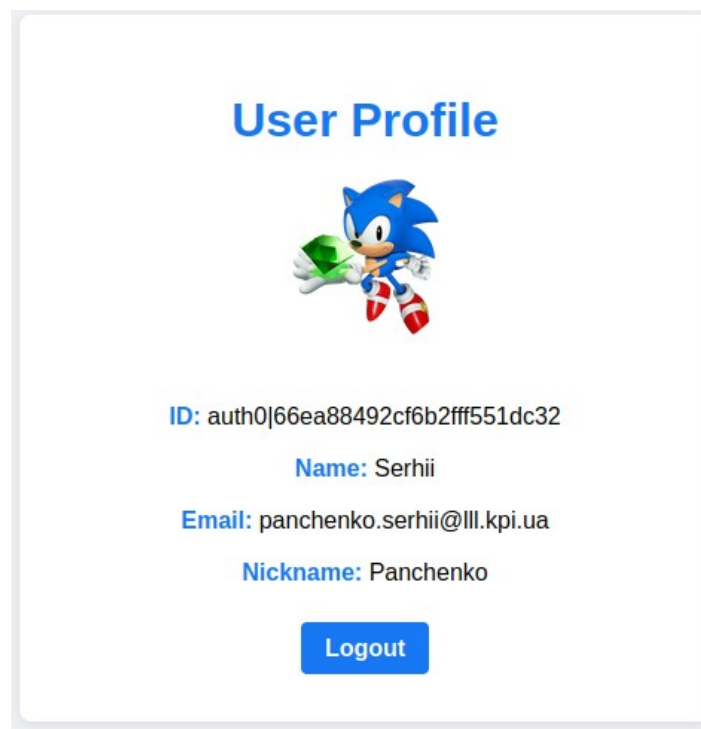 User Profile
ID: auth0|66ea88492cf6b2fff551dc32
Name: Serhii
Email: panchenko.serhii@lll.kpi.ua
Nickname: Panchenko
Logout